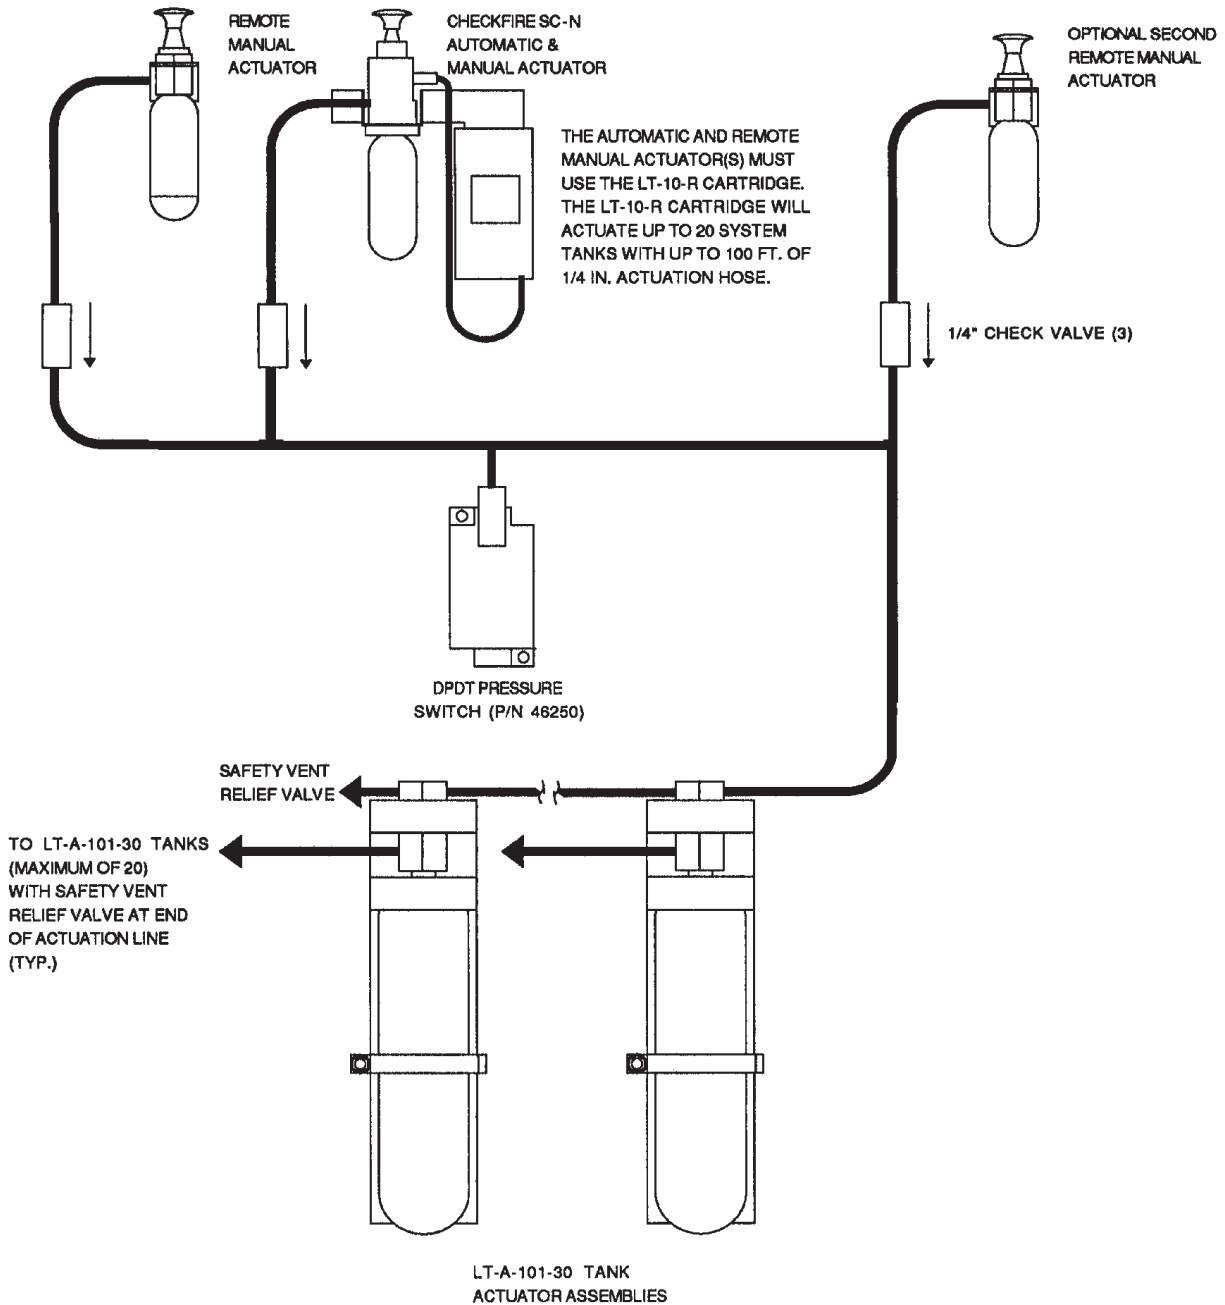 REMOTE
MANUAL
ACTUATOR
CHECKFIRE SC-N
AUTOMATIC &
MANUAL ACTUATOR
OPTIONAL SECOND
REMOTE MANUAL
ACTUATOR
THE AUTOMATIC AND REMOTE
MANUAL ACTUATOR(S) MUST
USE THE LT-10-R CARTRIDGE.
THE LT-10-R CARTRIDGE WILL
ACTUATE UP TO 20 SYSTEM
TANKS WITH UP TO 100 FT. OF
1/4 IN. ACTUATION HOSE.
1/4" CHECK VALVE (3)
DPDT PRESSURE
SWITCH (P/N 46250)
SAFETY VENT
RELIEF VALVE
TO LT-A-101-30 TANKS
(MAXIMUM OF 20)
WITH SAFETY VENT
RELIEF VALVE AT END
OF ACTUATION LINE
(TYP.)
LT-A-101-30 TANK
ACTUATOR ASSEMBLIES